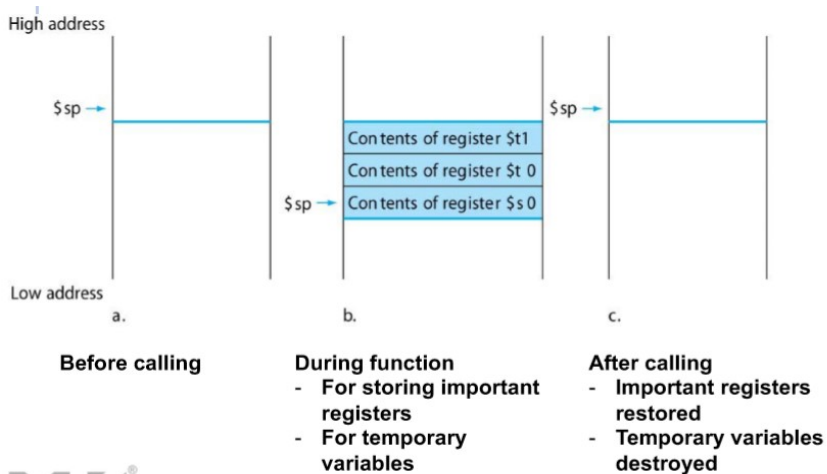 High address
$sp
$sp
Contents of register $t1
Contents of register $t 0
$sp
Contents of register $s0
Low address
a.
b.
c.
Before calling
During function
- For storing important
registers
- For temporary
variables
After calling
- Important registers
restored
- Temporary variables
destroyed